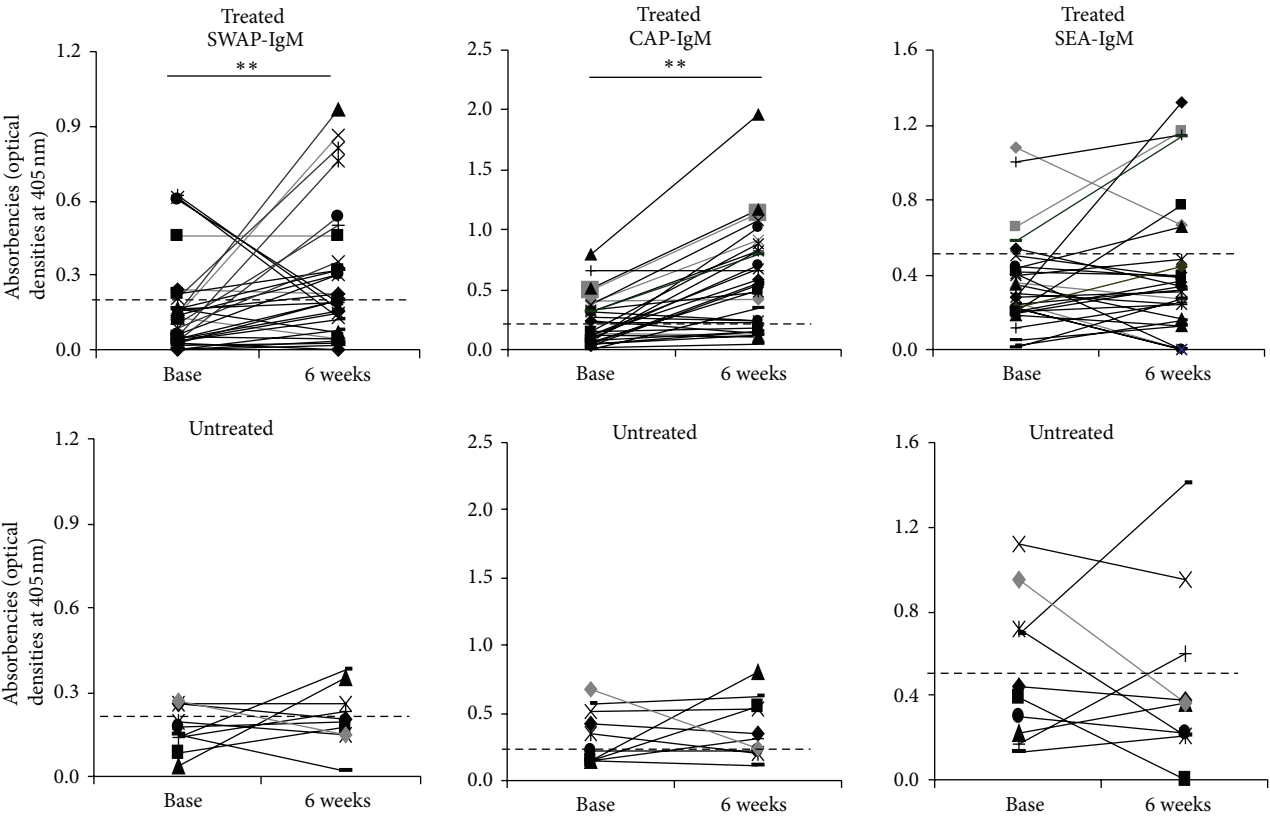 Treated
SWAP-IgM
Treated
CAP-IgM
Treated
SEA-IgM
Absorbencies (optical
densities at 405 nm)
1.2
0.9
0.6
0.3
0.0
**
Base
6 weeks
2.5
2.0
1.5
1.0
0.5
0.0
**
Base
6 weeks
1.6
1.2
0.8
0.4
0.0
Base
6 weeks
Untreated
Untreated
Untreated
Absorbencies (optical
densities at 405 nm)
1.2
0.9
0.6
0.3
0.0
Base
6 weeks
2.5
2.0
1.5
1.0
0.5
0.0
Base
6 weeks
1.6
1.2
0.8
0.4
0.0
Base
6 weeks